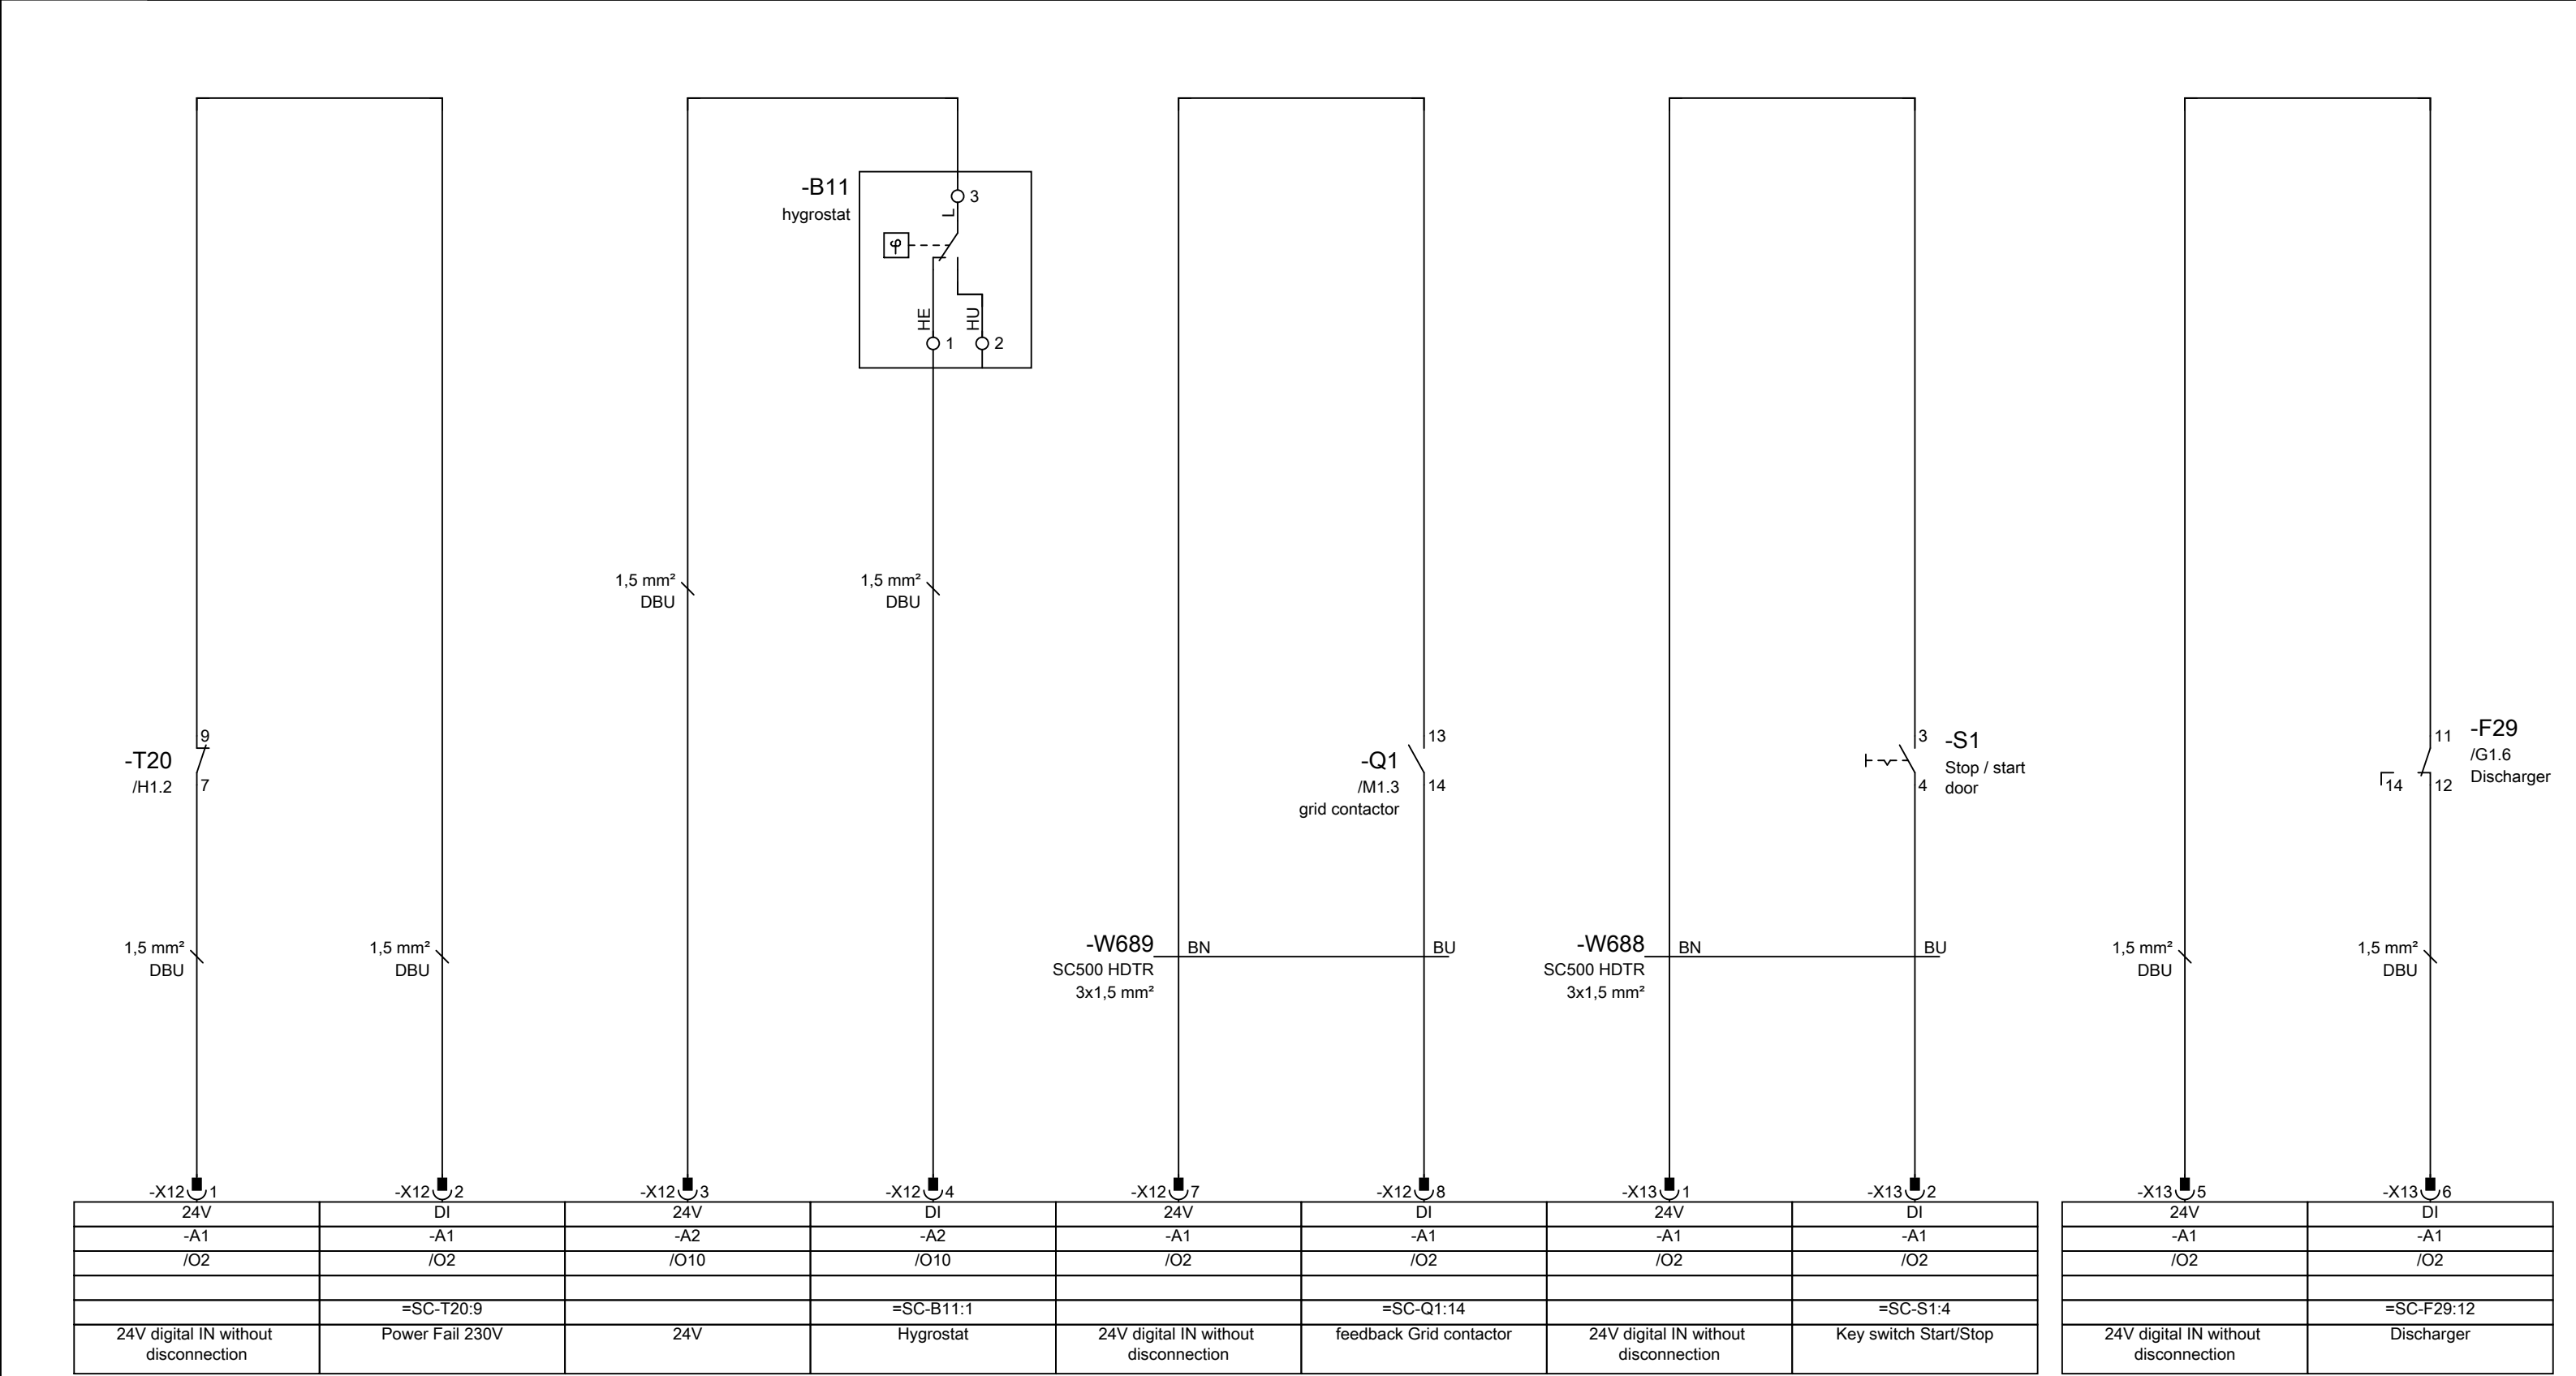 -B11
hygrostat
3
L
φ
HE
HU
1
2
1,5 mm²
DBU
1,5 mm²
DBU
-T20
/H1.2
9
7
-Q1
/M1.3
grid contactor
13
14
3
4
-S1
Stop / start
door
14
11
12
-F29
/G1.6
Discharger
1,5 mm²
DBU
1,5 mm²
DBU
-W689
SC500 HDTR
3x1,5 mm²
BN
BU
-W688
SC500 HDTR
3x1,5 mm²
BN
BU
1,5 mm²
DBU
1,5 mm²
DBU
-X12 1 -X12 2 -X12 3 -X12 4 -X12 7 -X12 8 -X13 1 -X13 2 -X13 5 -X13 6
24V DI 24V DI 24V DI 24V DI 24V DI
-A1 -A1 -A2 -A2 -A1 -A1 -A1 -A1 -A1 -A1
/O2 /O2 /O10 /O10 /O2 /O2 /O2 /O2 /O2 /O2
=SC-T20:9 =SC-B11:1 =SC-Q1:14 =SC-S1:4 =SC-F29:12
24V digital IN without
disconnection
Power Fail 230V
24V
Hygrostat
24V digital IN without
disconnection
feedback Grid contactor
24V digital IN without
disconnection
Key switch Start/Stop
24V digital IN without
disconnection
Discharger